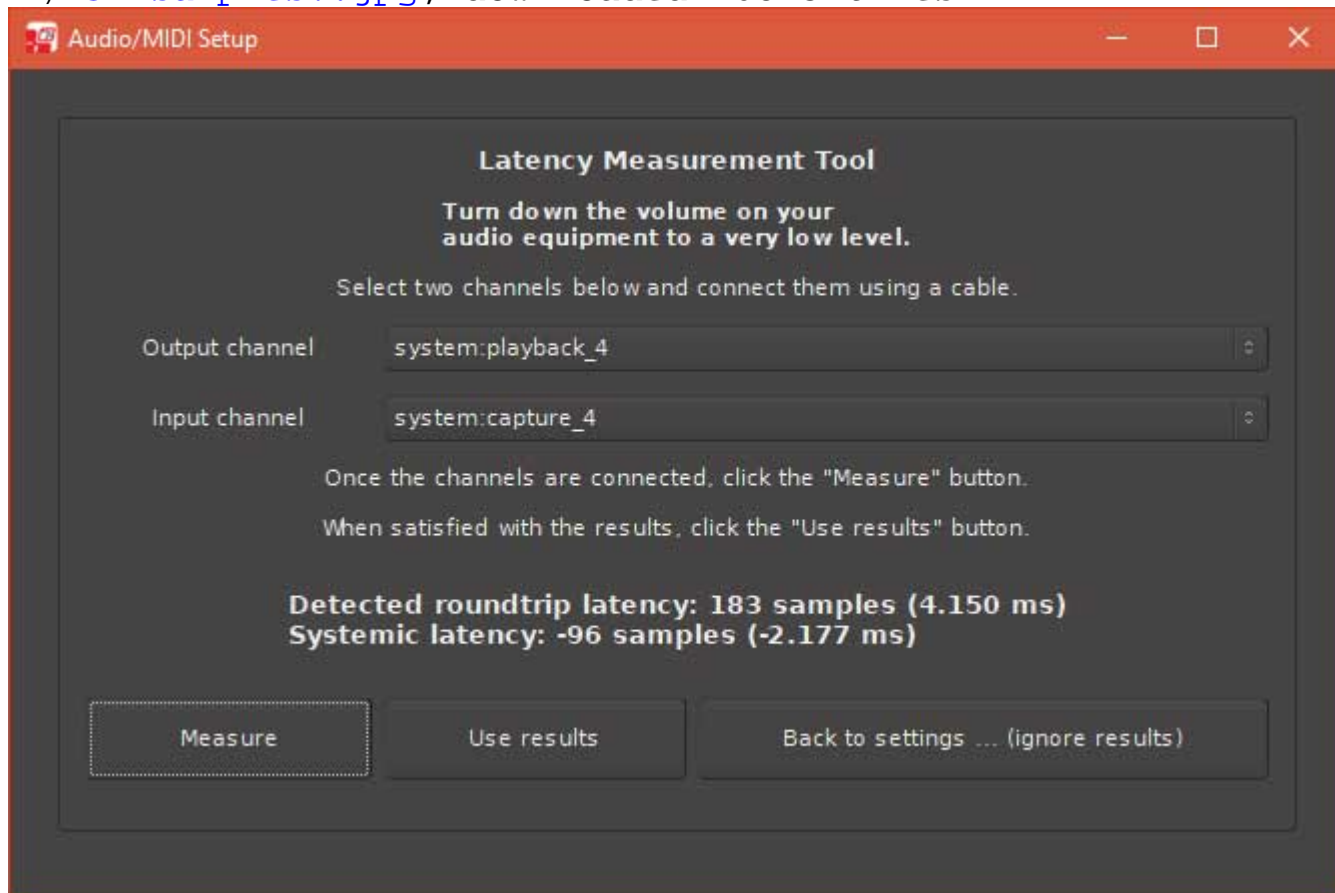 Audio/MIDI Setup
Latency Measurement Tool
Turn down the volume on your
audio equipment to a very low level.
Select two channels below and connect them using a cable.
Output channel system:playback_4
Input channel system:capture_4
Once the channels are connected, click the "Measure" button.
When satisfied with the results, click the "Use results" button.
Detected roundtrip latency: 183 samples (4.150 ms)
Systemic latency: -96 samples (-2.177 ms)
Measure Use results Back to settings ... (ignore results)